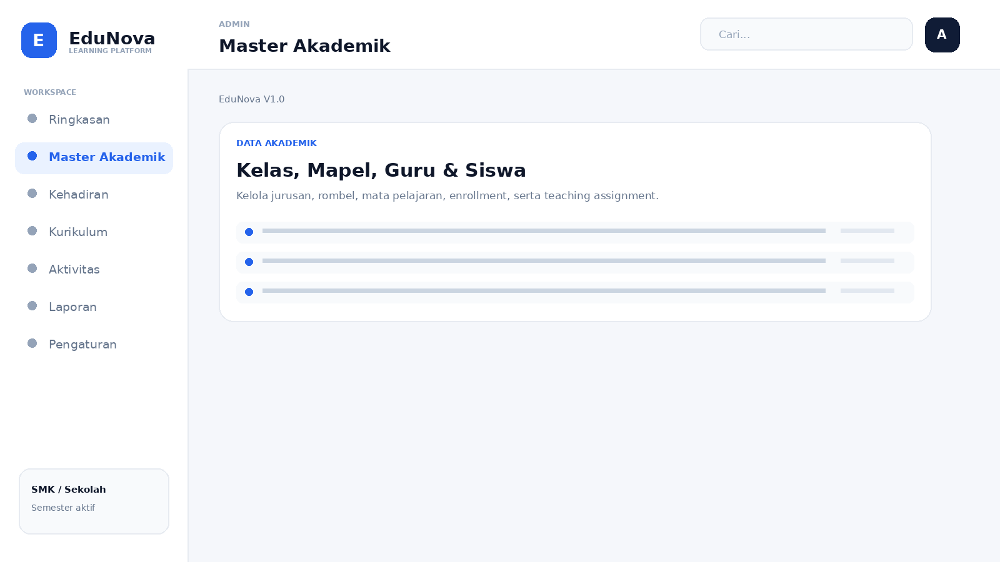 E
EduNova
LEARNING PLATFORM
WORKSPACE
Ringkasan
Master Akademik
Kehadiran
Kurikulum
Aktivitas
Laporan
Pengaturan
SMK / Sekolah
Semester aktif
ADMIN
Master Akademik
Cari...
A
EduNova V1.0
DATA AKADEMIK
Kelas, Mapel, Guru & Siswa
Kelola jurusan, rombel, mata pelajaran, enrollment, serta teaching assignment.